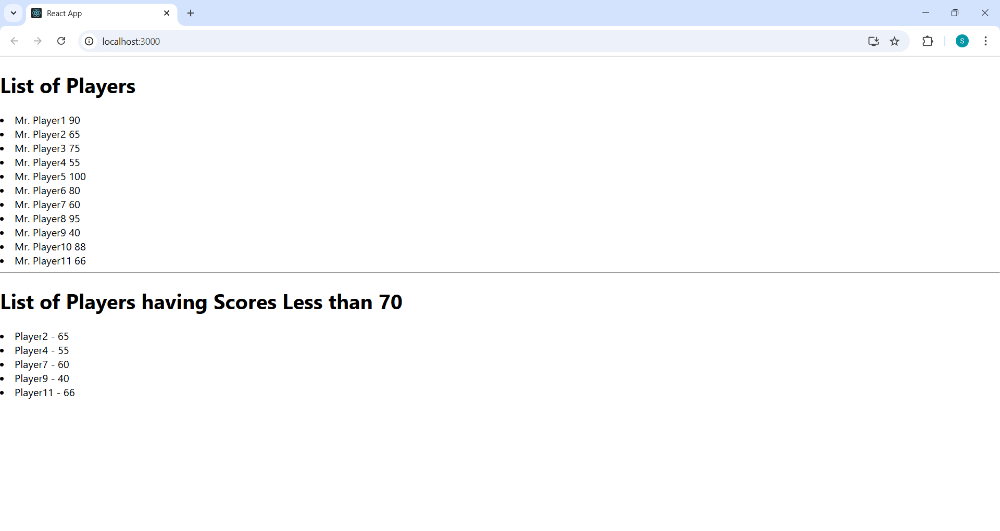 React App
localhost:3000
S
List of Players
Mr. Player1 90
Mr. Player2 65
Mr. Player3 75
Mr. Player4 55
Mr. Player5 100
Mr. Player6 80
Mr. Player7 60
Mr. Player8 95
Mr. Player9 40
Mr. Player10 88
Mr. Player11 66
List of Players having Scores Less than 70
Player2 - 65
Player4 - 55
Player7 - 60
Player9 - 40
Player11 - 66